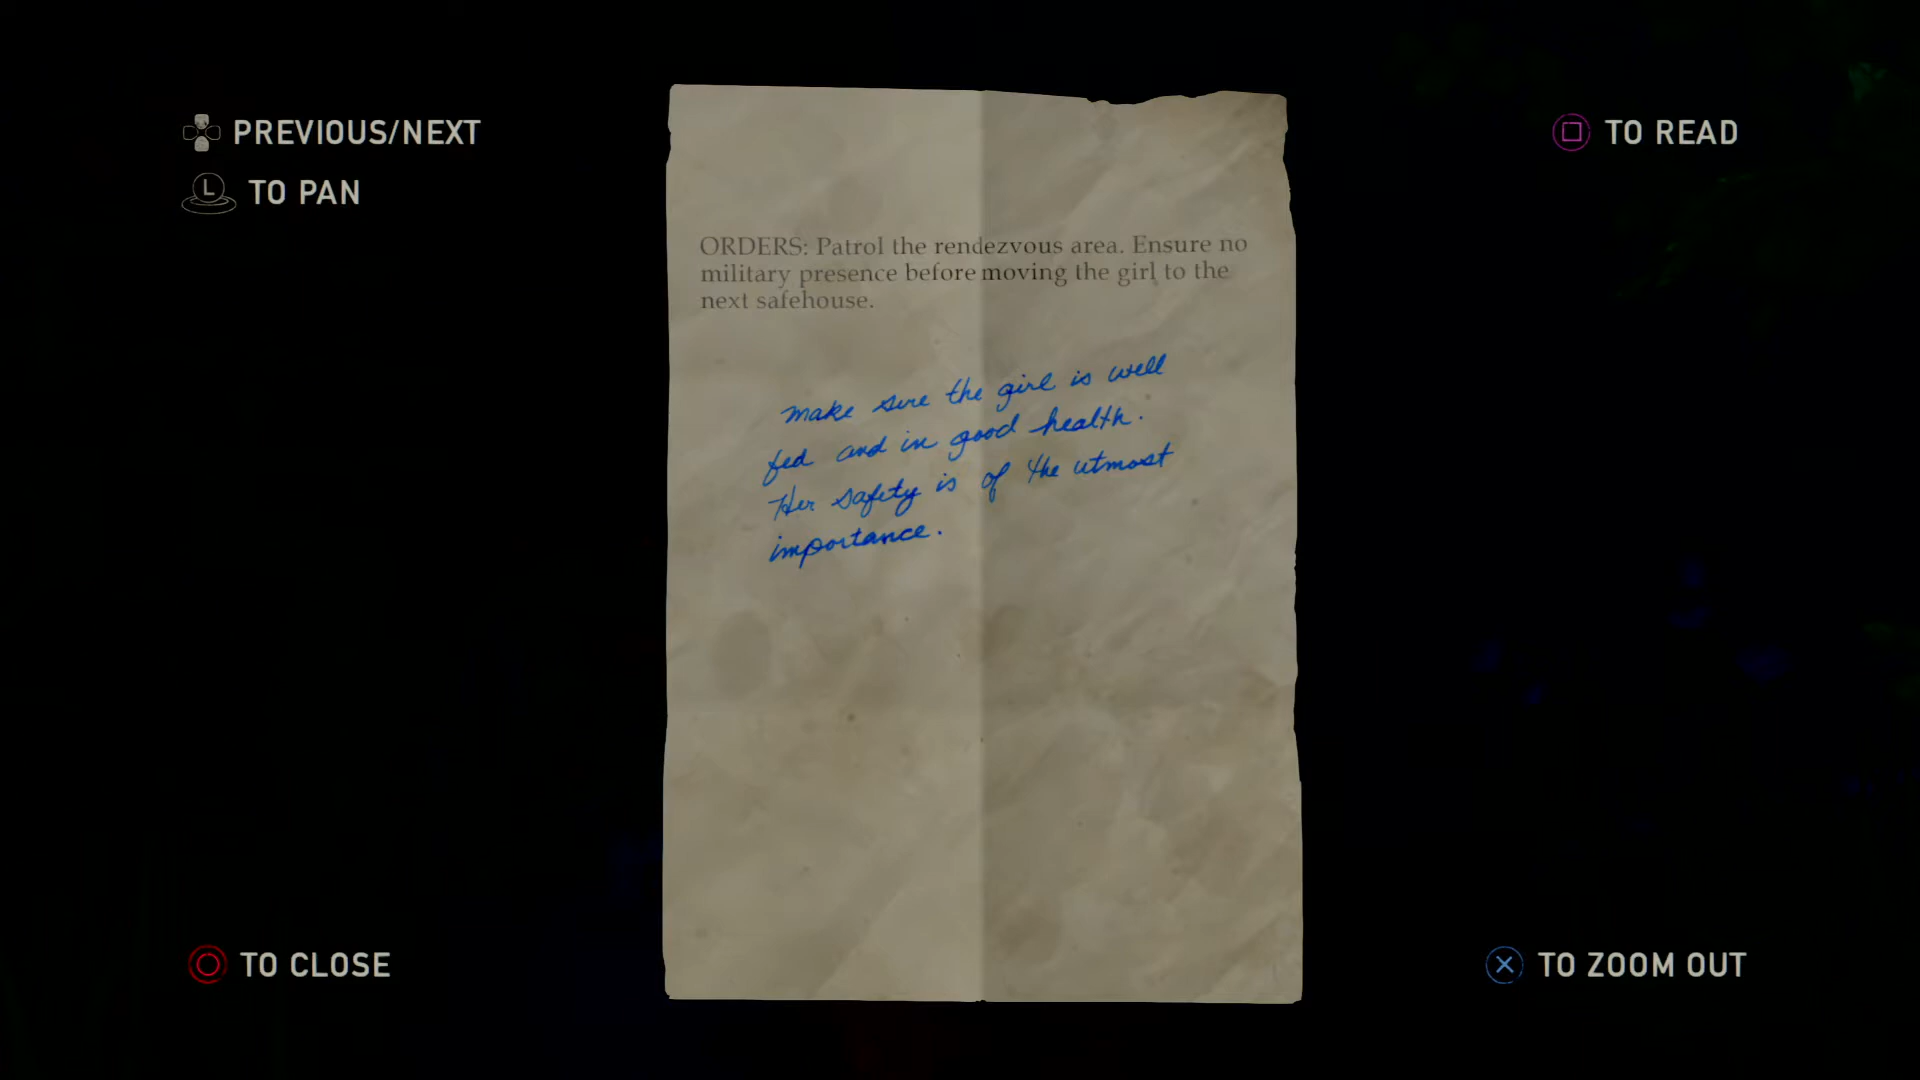 PREVIOUS/NEXT
L TO PAN
TO READ
ORDERS: Patrol the rendezvous area. Ensure no
military presence before moving the girl to the
next safehouse.
make sure the girl is well
fed and in good health.
Her safety is of the utmost
importance.
TO CLOSE
TO ZOOM OUT